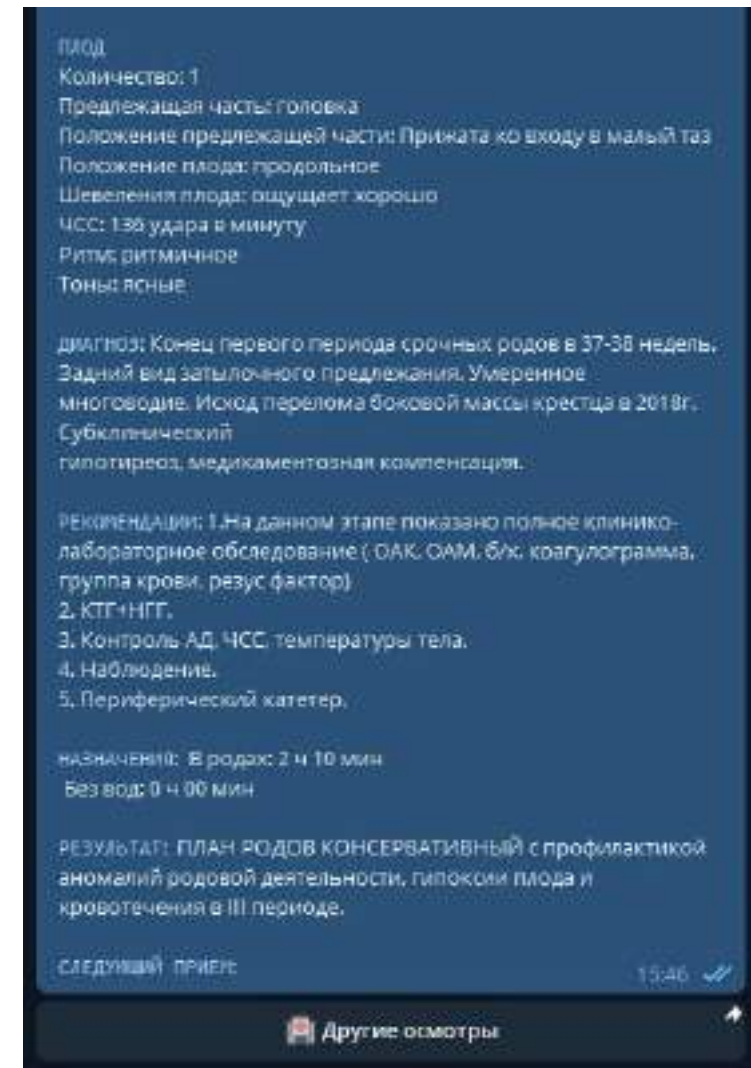 ПЛОД
Количество: 1
Предлежащая часть: головка
Положение предлежащей части: Прижата ко входу в малый таз
Положение плода: продольное
Шевеления плода: ощущает хорошо
ЧСС: 136 удара в минуту
Ритм: ритмичное
Тоны: ясные
ДИАГНОЗ: Конец первого периода срочных родов в 37-38 недель.
Задний вид затылочного предлежания. Умеренное
многоводие. Исход перелома боковой массы крестца в 2018г.
Субклинический
гипотиреоз, медикаментозная компенсация.
РЕКОМЕНДАЦИИ: 1.На данном этапе показано полное клинико-
лабораторное обследование ( ОАК, ОАМ, б/х, коагулограмма,
группа крови, резус фактор)
2. КТГ+НГГ.
3. Контроль АД, ЧСС, температуры тела.
4. Наблюдение.
5. Периферический катетер.
НАЗНАЧЕНИЯ: В родах: 2 ч 10 мин
Без вод: 0 ч 00 мин
РЕЗУЛЬТАТ: ПЛАН РОДОВ КОНСЕРВАТИВНЫЙ с профилактикой
аномалий родовой деятельности, гипоксии плода и
кровотечения в III периоде.
СЛЕДУЮЩИЙ ПРИЕМ:
15:46
Другие осмотры